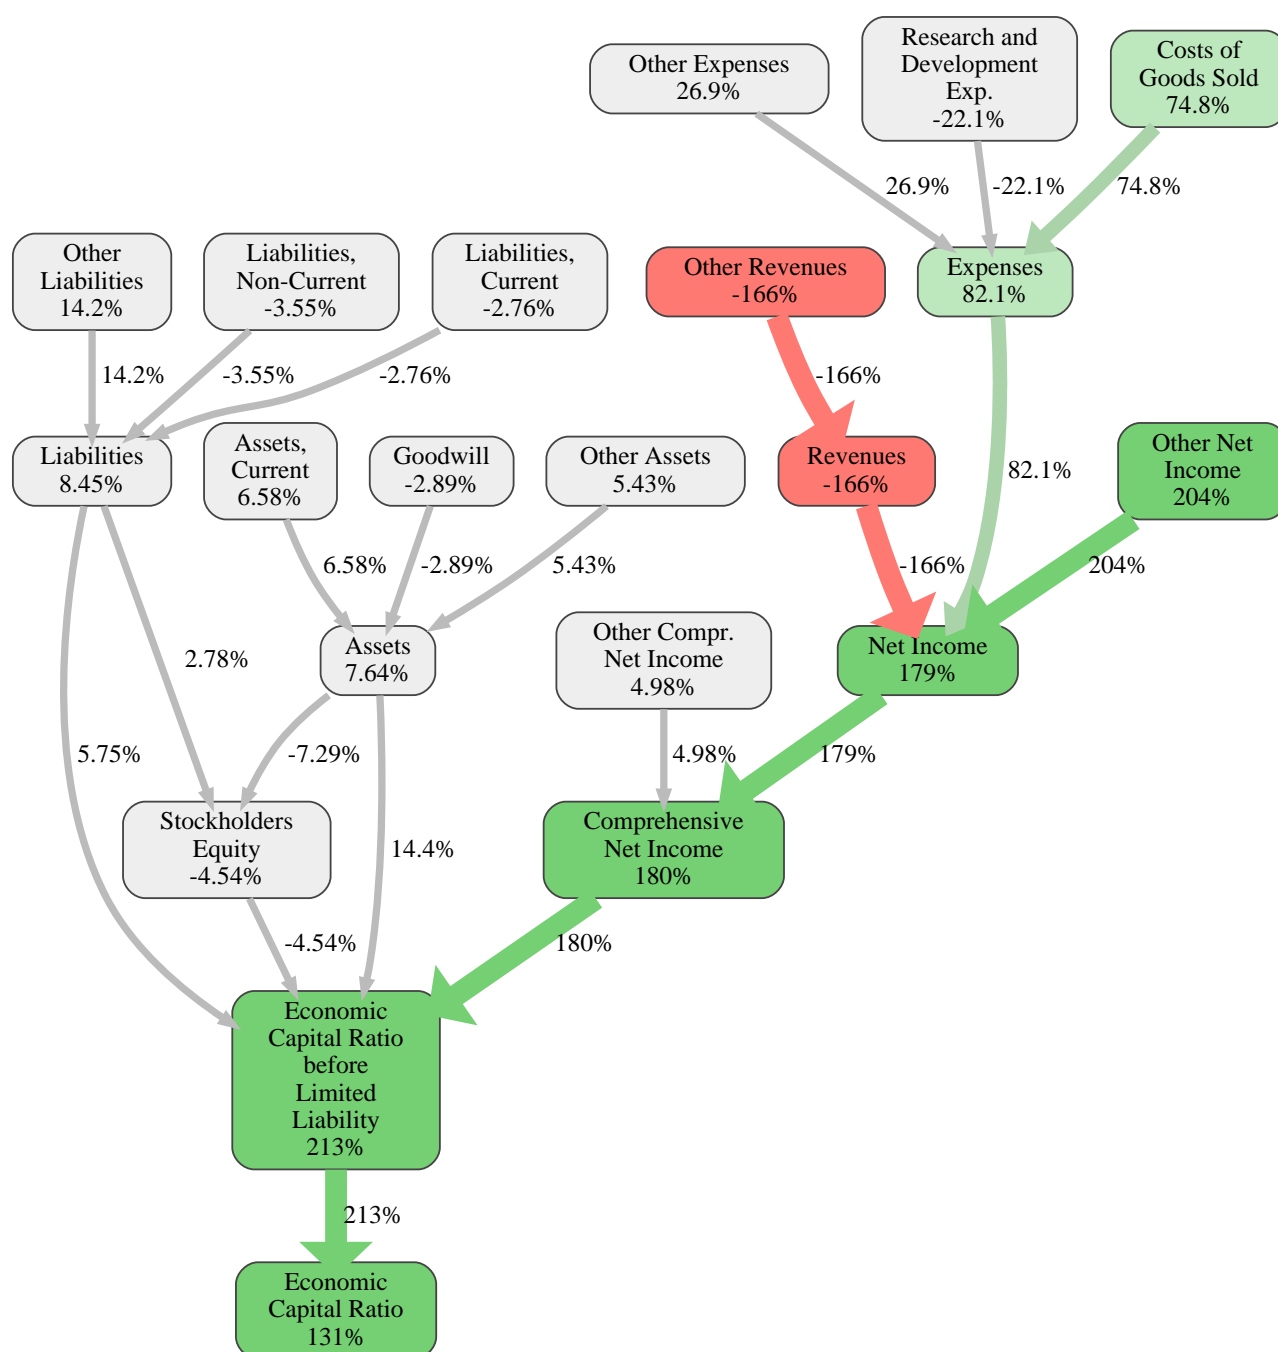 Other Expenses
26.9%
Research and
Development
Exp.
-22.1%
Costs of
Goods Sold
74.8%
26.9%
-22.1%
74.8%
Other
Liabilities
14.2%
Liabilities,
Non-Current
-3.55%
Liabilities,
Current
-2.76%
Other Revenues
-166%
Expenses
82.1%
14.2%
-3.55%
-2.76%
-166%
Liabilities
8.45%
Assets,
Current
6.58%
Goodwill
-2.89%
Other Assets
5.43%
Revenues
-166%
82.1%
Other Net
Income
204%
6.58%
-2.89%
5.43%
-166%
204%
2.78%
Assets
7.64%
Other Compr.
Net Income
4.98%
Net Income
179%
5.75%
-7.29%
4.98%
179%
Stockholders
Equity
-4.54%
14.4%
Comprehensive
Net Income
180%
-4.54%
180%
Economic
Capital Ratio
before
Limited
Liability
213%
213%
Economic
Capital Ratio
131%